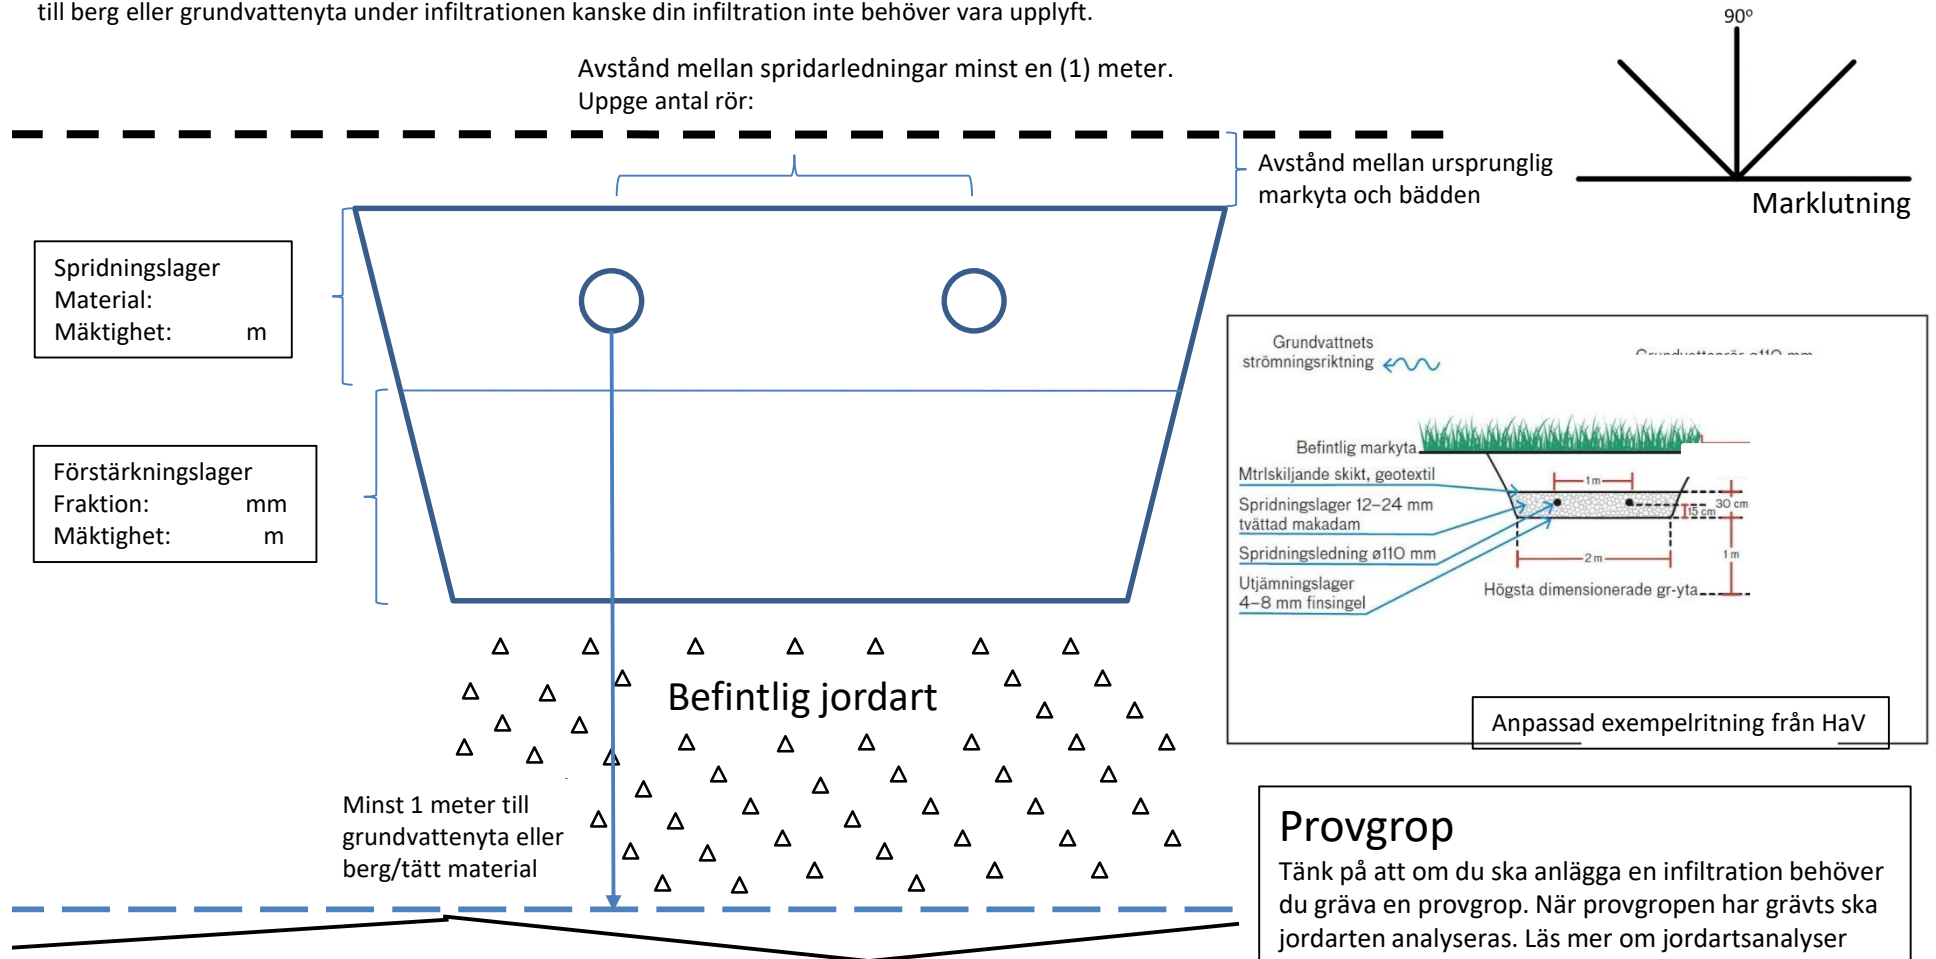 till berg eller grundvattenyta under infiltrationen kanske din infiltration inte behöver vara upplyft.
90º
Avstånd mellan spridarledningar minst en (1) meter.
Uppge antal rör:
Avstånd mellan ursprunglig
markyta och bädden
Marklutning
Spridningslager
Material:
Mäktighet: m
Förstärkningslager
Fraktion: mm
Mäktighet: m
Grundvattnets
strömningsriktning
Befintlig markyta
Mtrlskiljande skikt, geotextil
Spridningslager 12–24 mm
tvättad makadam
Spridningsledning ø110 mm
Utjämningslager
4–8 mm finsingel
1 m
30 cm
15 cm
2 m
1 m
Högsta dimensionerade gr-yta
Anpassad exempelritning från HaV
Befintlig jordart
Minst 1 meter till
grundvattenyta eller
berg/tätt material
Provgrop
Tänk på att om du ska anlägga en infiltration behöver
du gräva en provgrop. När provgropen har grävts ska
jordarten analyseras. Läs mer om jordartsanalyser